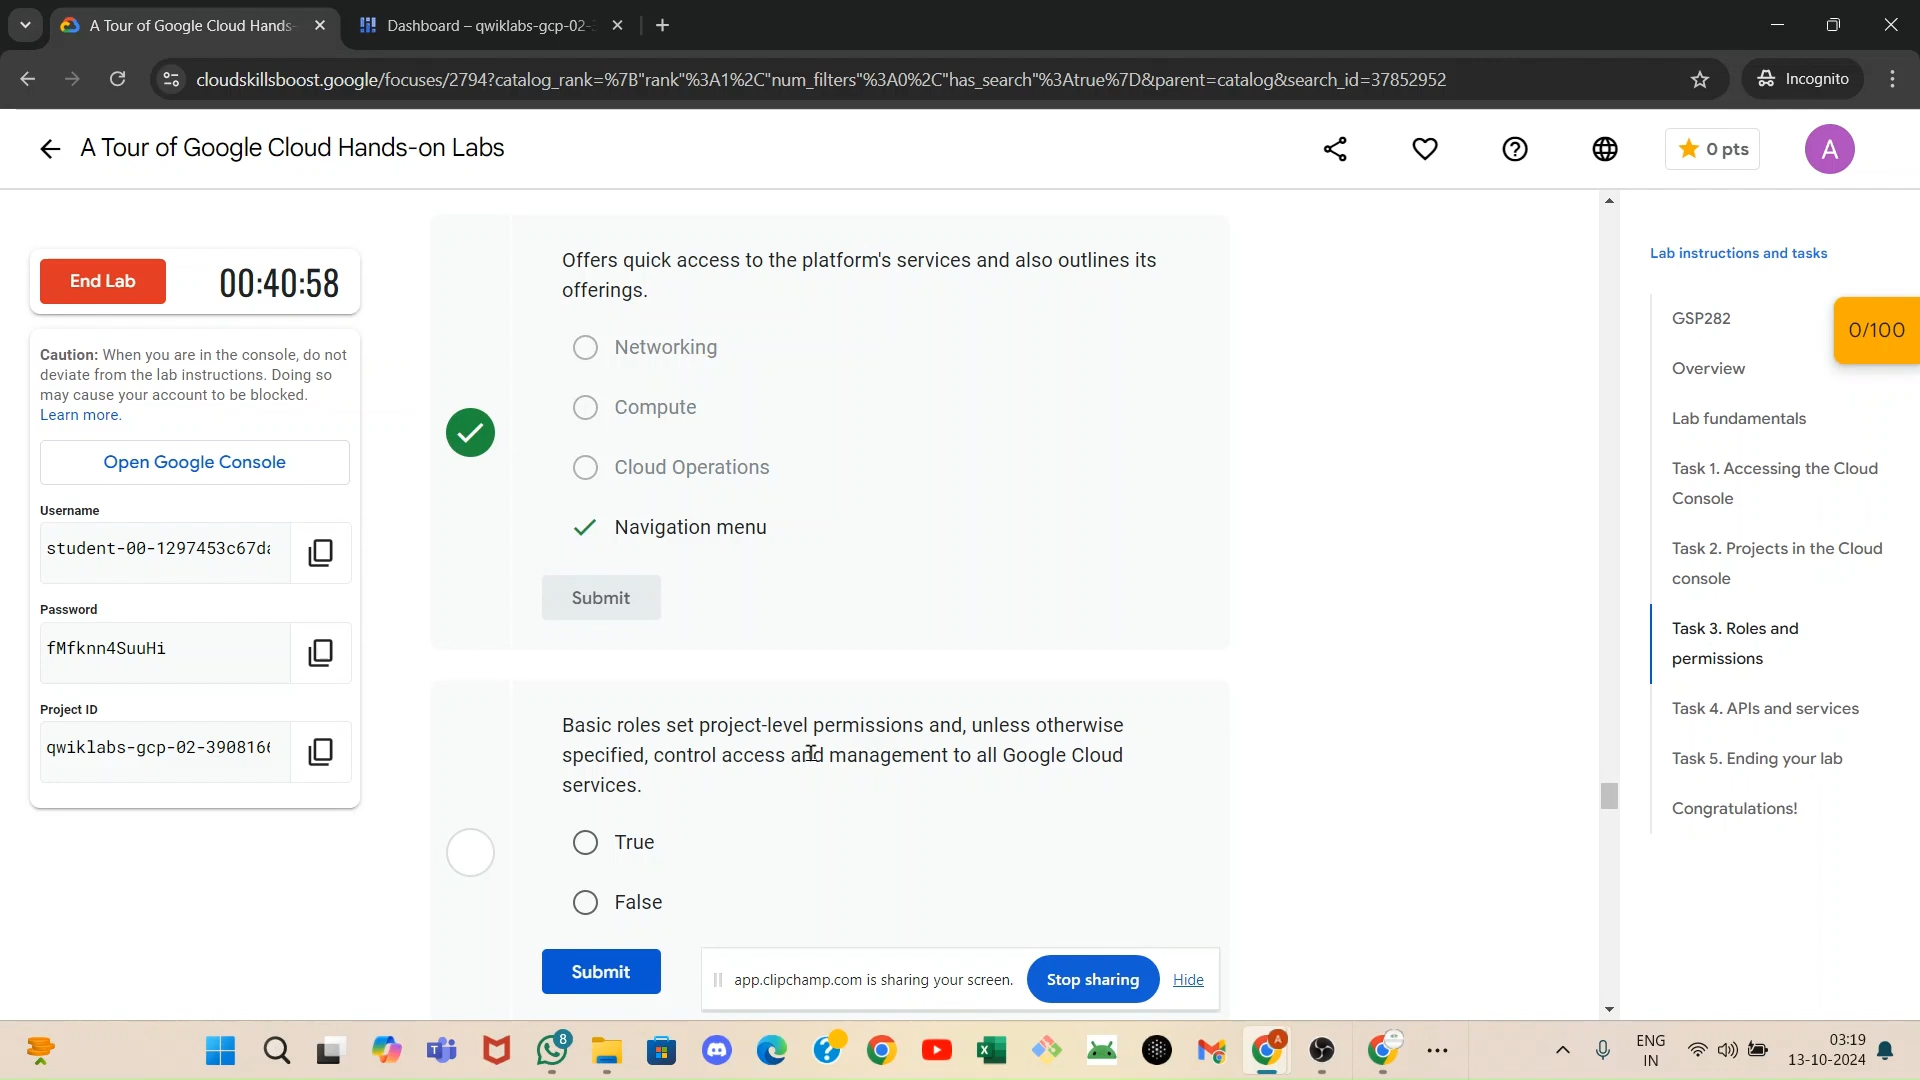 A Tour of Google Cloud Hands-
Dashboard – qwiklabs-gcp-02-
cloudskillsboost.google/focuses/2794?catalog_rank=%7B"rank"%3A1%2C"num_filters"%3A0%2C"has_search"%3Atrue%7D&parent=catalog&search_id=37852952
Incognito
A Tour of Google Cloud Hands-on Labs
0 pts
A
End Lab
00:40:58
Caution: When you are in the console, do not
deviate from the lab instructions. Doing so
may cause your account to be blocked.
Learn more.
Open Google Console
Username
student-00-1297453c67da
Password
fMfknn4SuuHi
Project ID
qwiklabs-gcp-02-3908166
Offers quick access to the platform's services and also outlines its
offerings.
Networking
Compute
Cloud Operations
Navigation menu
Submit
Basic roles set project-level permissions and, unless otherwise
specified, control access and management to all Google Cloud
services.
True
False
Submit
app.clipchamp.com is sharing your screen.
Stop sharing
Hide
Lab instructions and tasks
GSP282
0/100
Overview
Lab fundamentals
Task 1. Accessing the Cloud
Console
Task 2. Projects in the Cloud
console
Task 3. Roles and
permissions
Task 4. APIs and services
Task 5. Ending your lab
Congratulations!
8
A
ENG
IN
03:19
13-10-2024